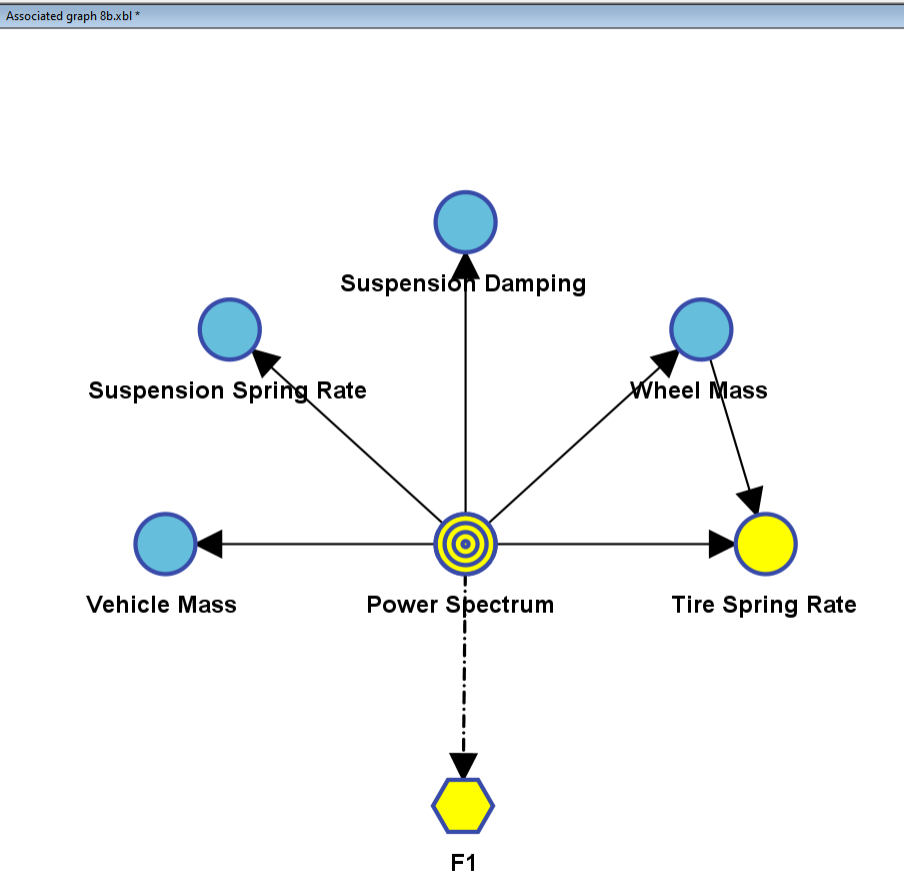 Associated graph 8b.xbl *
Suspension Damping
Suspension Spring Rate
Wheel Mass
Vehicle Mass
Power Spectrum
Tire Spring Rate
F1